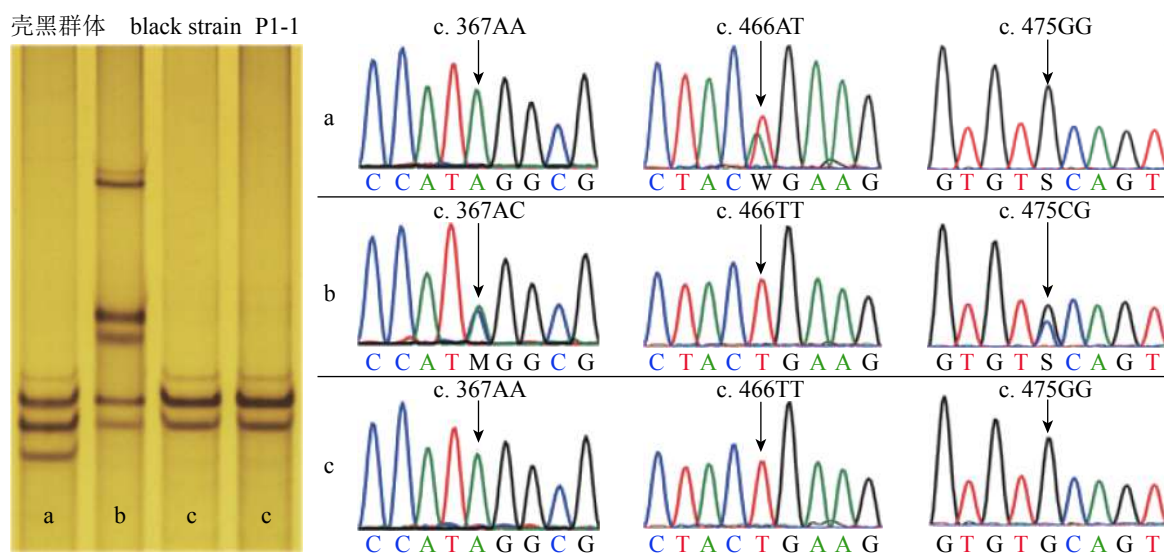 壳黑群体 black strain P1-1
a b c c
c. 367AA c. 466AT c. 475GG
a
C C A T A G G C G C T A C W G A A G G T G T S C A G T
c. 367AC c. 466TT c. 475CG
b
C C A T M G G C G C T A C T G A A G G T G T S C A G T
c. 367AA c. 466TT c. 475GG
c
C C A T A G G C G C T A C T G A A G G T G T G C A G T